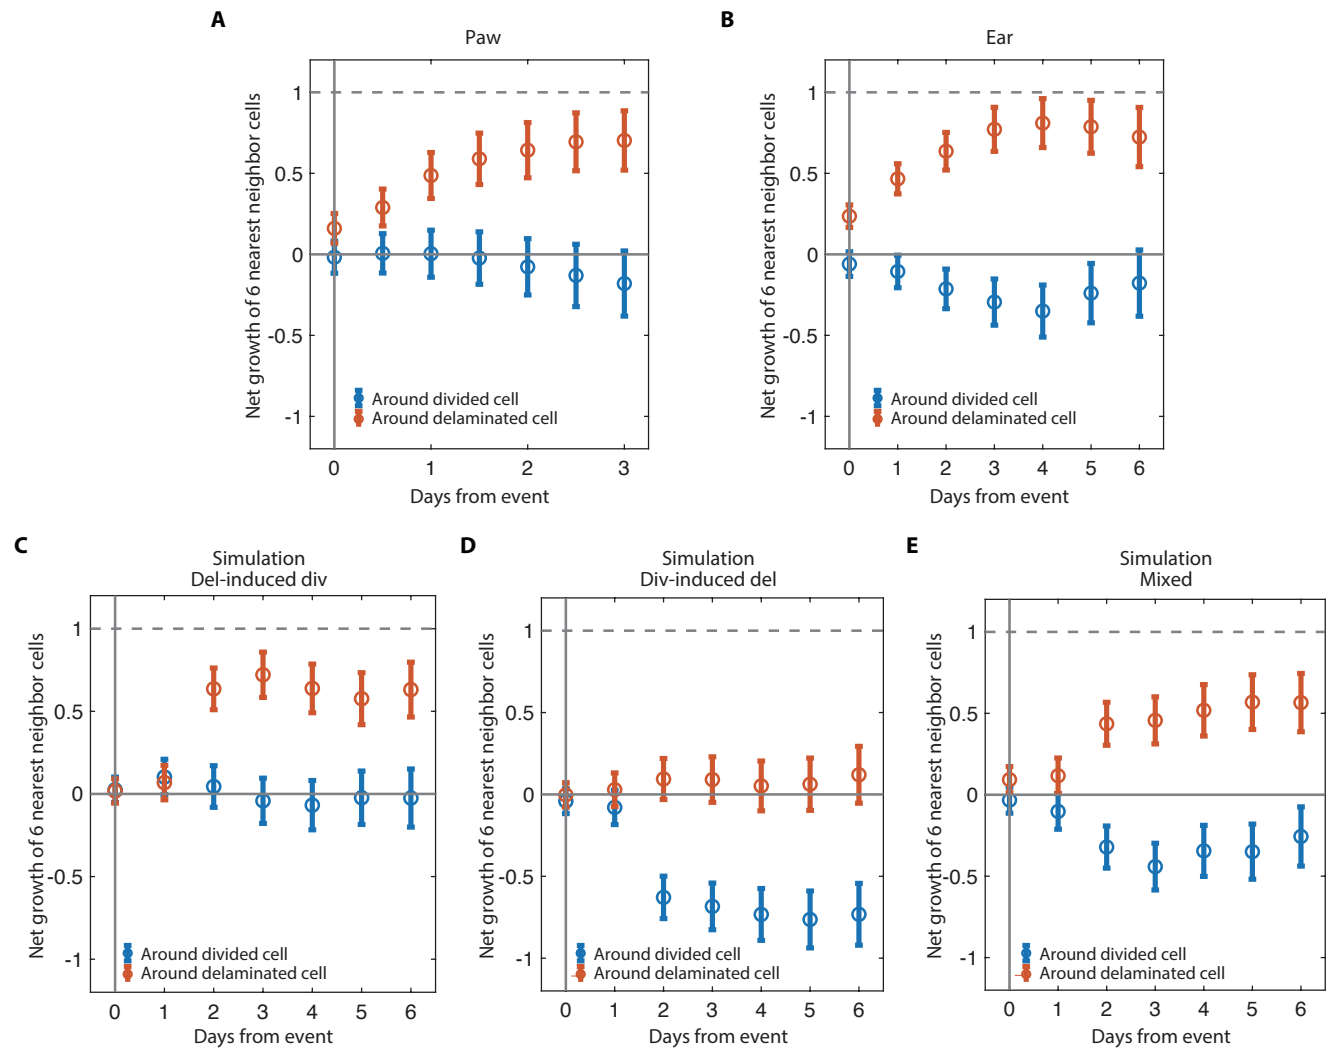 A
Paw
Net growth of 6 nearest neighbor cells
1
0.5
0
-0.5
-1
Around divided cell
Around delaminated cell
0 1 2 3
Days from event
B
Ear
Net growth of 6 nearest neighbor cells
1
0.5
0
-0.5
-1
Around divided cell
Around delaminated cell
0 1 2 3 4 5 6
Days from event
C
Simulation
Del-induced div
Net growth of 6 nearest neighbor cells
1
0.5
0
-0.5
-1
Around divided cell
Around delaminated cell
0 1 2 3 4 5 6
Days from event
D
Simulation
Div-induced del
Net growth of 6 nearest neighbor cells
1
0.5
0
-0.5
-1
Around divided cell
Around delaminated cell
0 1 2 3 4 5 6
Days from event
E
Simulation
Mixed
Net growth of 6 nearest neighbor cells
1
0.5
0
-0.5
-1
Around divided cell
Around delaminated cell
0 1 2 3 4 5 6
Days from event